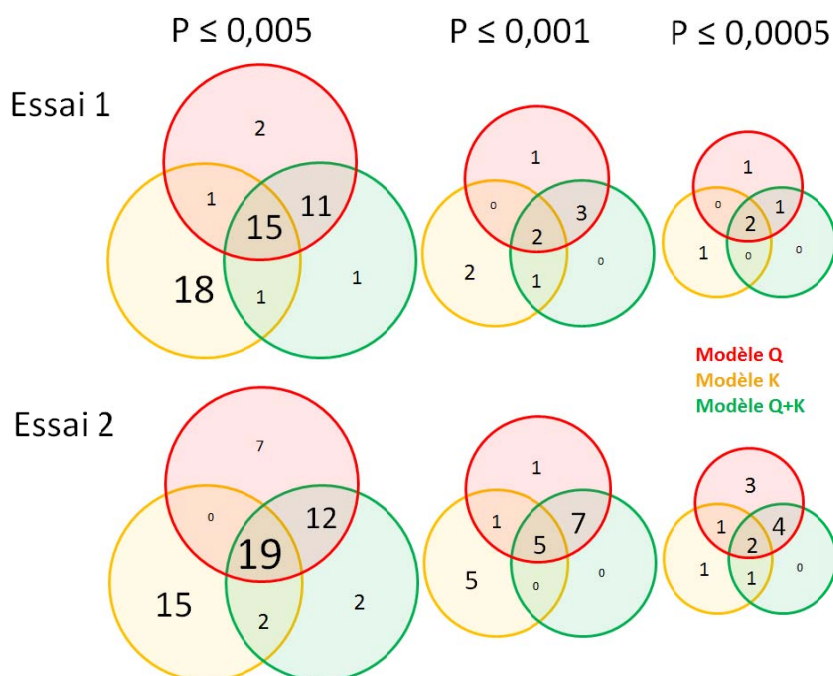 P ≤ 0,005 P ≤ 0,001 P ≤ 0,0005
Essai 1
2
1 11
15
18 1 1
1
0 3
2
2 1 0
1
0 1
2
1 0 0
Modèle Q
Modèle K
Modèle Q+K
Essai 2
7
0 12
19
15 2 2
1
1 7
5
5 0 0
3
1 4
2
1 1 0